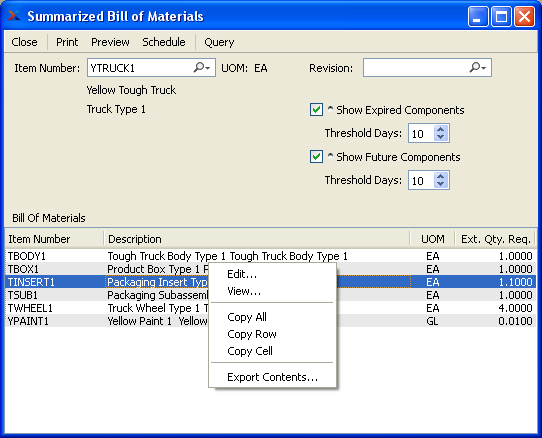 Summarized Bill of Materials
Close Print Preview Schedule Query
Item Number: YTRUCK1 UOM: EA Revision:
Yellow Tough Truck
Truck Type 1
^ Show Expired Components
Threshold Days: 10
^ Show Future Components
Threshold Days: 10
Bill Of Materials
Item Number Description UOM Ext. Qty. Req.
TBODY1 Tough Truck Body Type 1 Tough Truck Body Type 1 EA 1.0000
TBOX1 Product Box Type 1 EA 1.0000
TINSERT1 Packaging Insert EA 1.1000
TSUB1 Packaging EA 1.0000
TWHEEL1 Truck Wheel Type 1 EA 4.0000
YPAINT1 Yellow Paint 1 Yellow GL 0.0100
Edit...
View...
Copy All
Copy Row
Copy Cell
Export Contents...